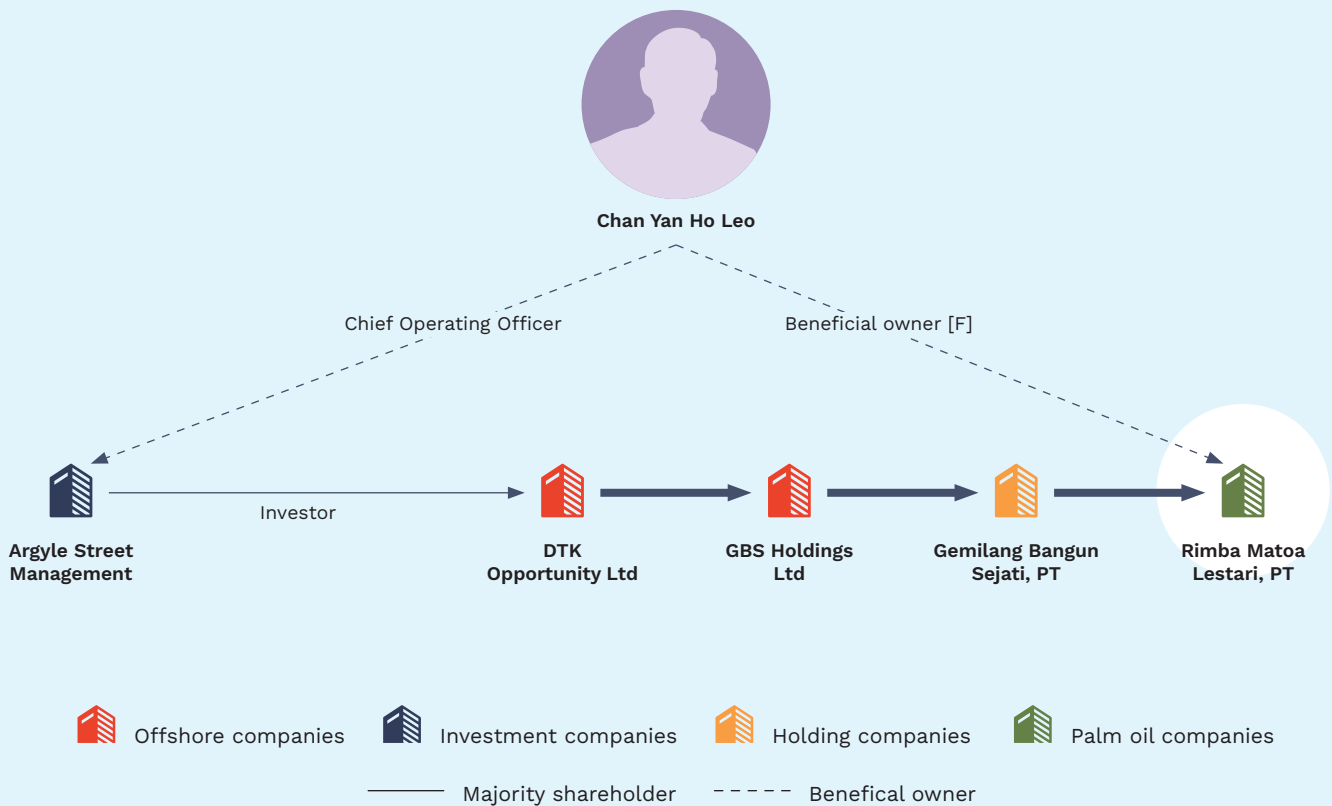 Chan Yan Ho Leo
Chief Operating Officer
Beneficial owner [F]
Investor
Argyle Street
Management
DTK
Opportunity Ltd
GBS Holdings
Ltd
Gemilang Bangun
Sejati, PT
Rimba Matoa
Lestari, PT
Offshore companies
Investment companies
Holding companies
Palm oil companies
Majority shareholder
Benefical owner